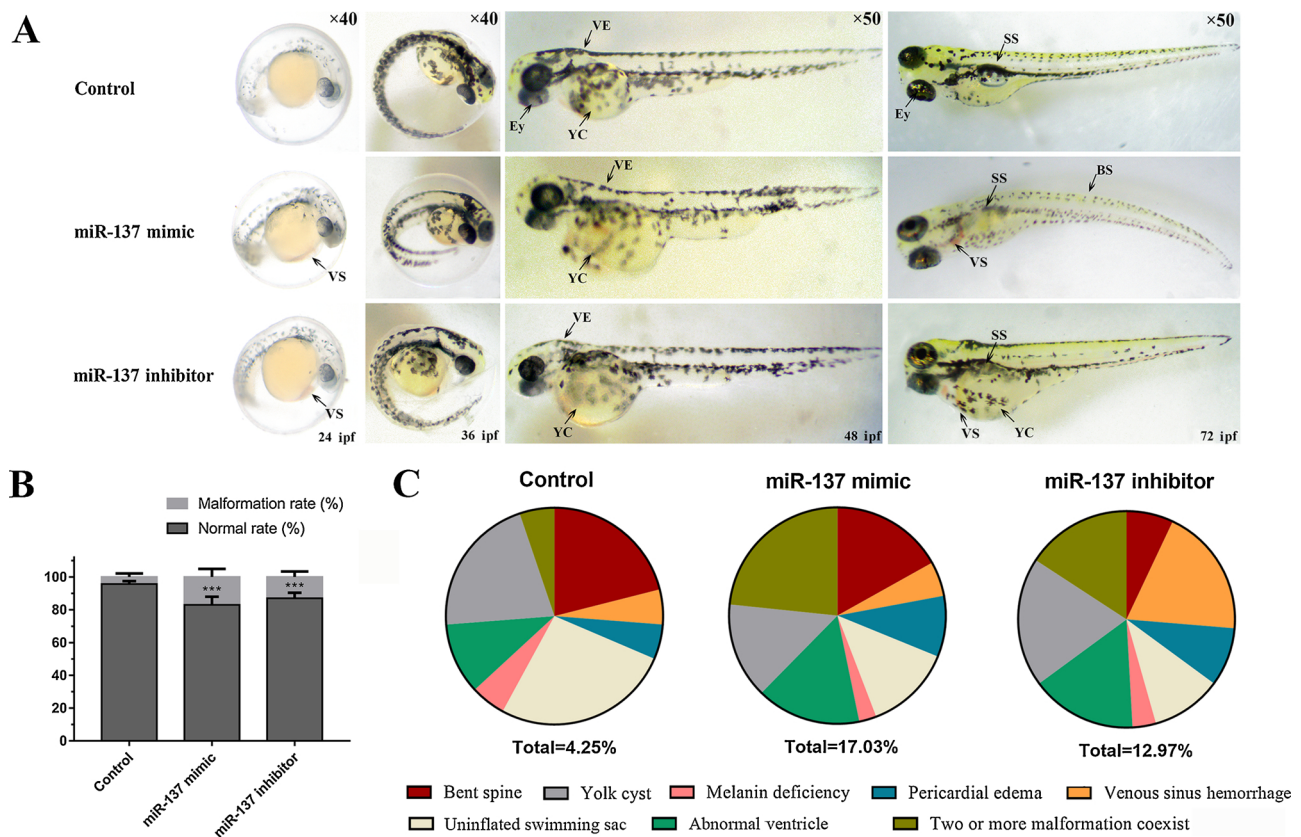 A
×40
×40
×50
×50
Control
VE
Ey
YC
SS
Ey
miR-137 mimic
VS
VE
YC
SS
BS
VS
miR-137 inhibitor
VS
24 ipf
36 ipf
VE
YC
48 ipf
SS
VS
YC
72 ipf
B
Malformation rate (%)
Normal rate (%)
100
80
60
40
20
0
***
***
Control
miR-137 mimic
miR-137 inhibitor
C
Control
miR-137 mimic
miR-137 inhibitor
Total=4.25%
Total=17.03%
Total=12.97%
Bent spine
Yolk cyst
Melanin deficiency
Pericardial edema
Venous sinus hemorrhage
Uninflated swimming sac
Abnormal ventricle
Two or more malformation coexist